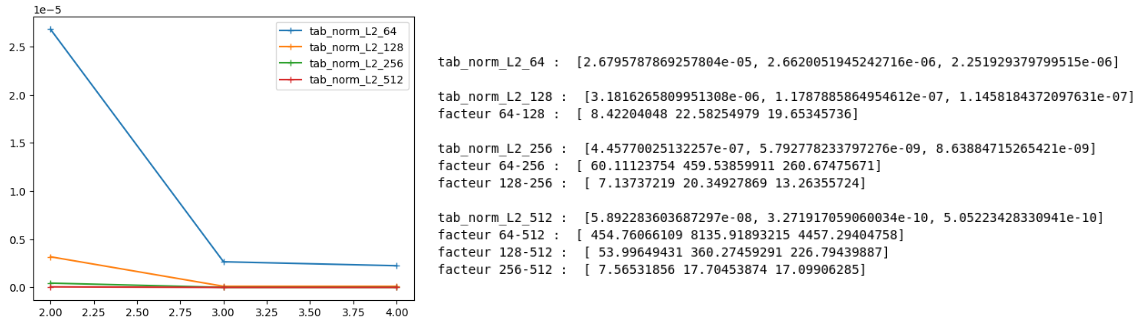 1e−5
2.5
2.0
1.5
1.0
0.5
0.0
2.00 2.25 2.50 2.75 3.00 3.25 3.50 3.75 4.00
tab_norm_L2_64
tab_norm_L2_128
tab_norm_L2_256
tab_norm_L2_512
tab_norm_L2_64 :  [2.6795787869257804e-05, 2.6620051945242716e-06, 2.251929379799515e-06]
tab_norm_L2_128 :  [3.1816265809951308e-06, 1.1787885864954612e-07, 1.1458184372097631e-07]
facteur 64-128 :  [ 8.42204048 22.58254979 19.65345736]
tab_norm_L2_256 :  [4.45770025132257e-07, 5.792778233797276e-09, 8.63884715265421e-09]
facteur 64-256 :  [ 60.11123754 459.53859911 260.67475671]
facteur 128-256 :  [ 7.13737219 20.34927869 13.26355724]
tab_norm_L2_512 :  [5.892283603687297e-08, 3.271917059060034e-10, 5.05223428330941e-10]
facteur 64-512 :  [ 454.76066109 8135.91893215 4457.29404758]
facteur 128-512 :  [ 53.99649431 360.27459291 226.79439887]
facteur 256-512 :  [ 7.56531856 17.70453874 17.09906285]